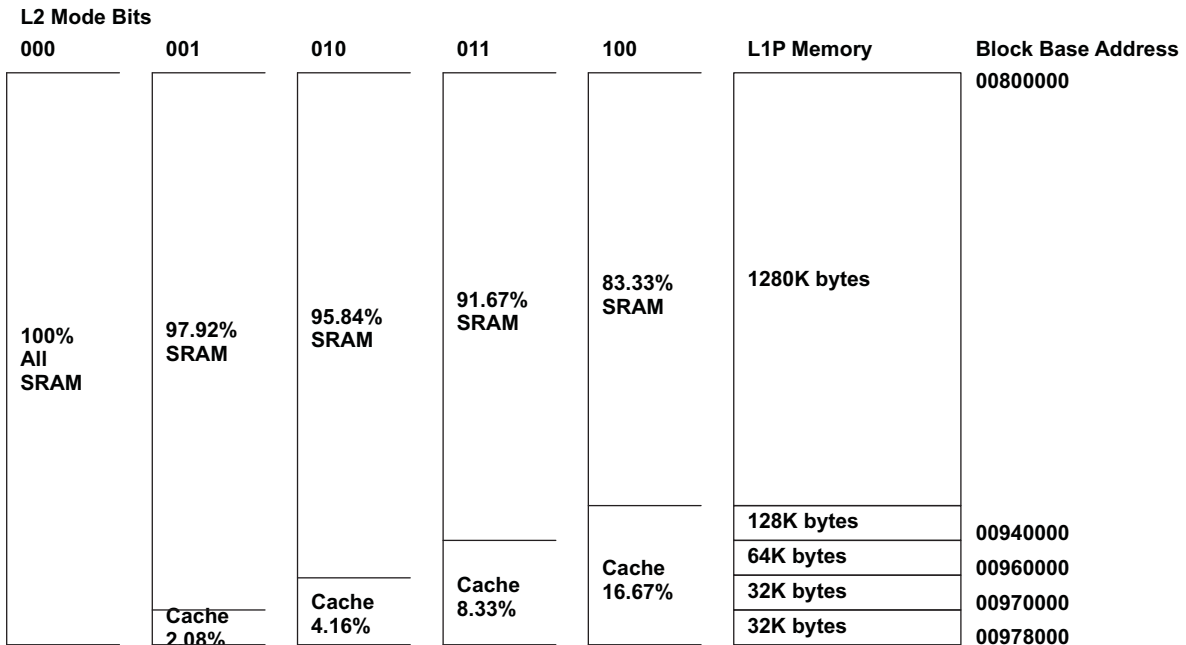 L2 Mode Bits
000 001 010 011 100 L1P Memory Block Base Address
00800000
100%
All
SRAM
97.92%
SRAM
95.84%
SRAM
91.67%
SRAM
83.33%
SRAM
1280K bytes
Cache
2.08%
Cache
4.16%
Cache
8.33%
Cache
16.67%
128K bytes
00940000
64K bytes
00960000
32K bytes
00970000
32K bytes
00978000